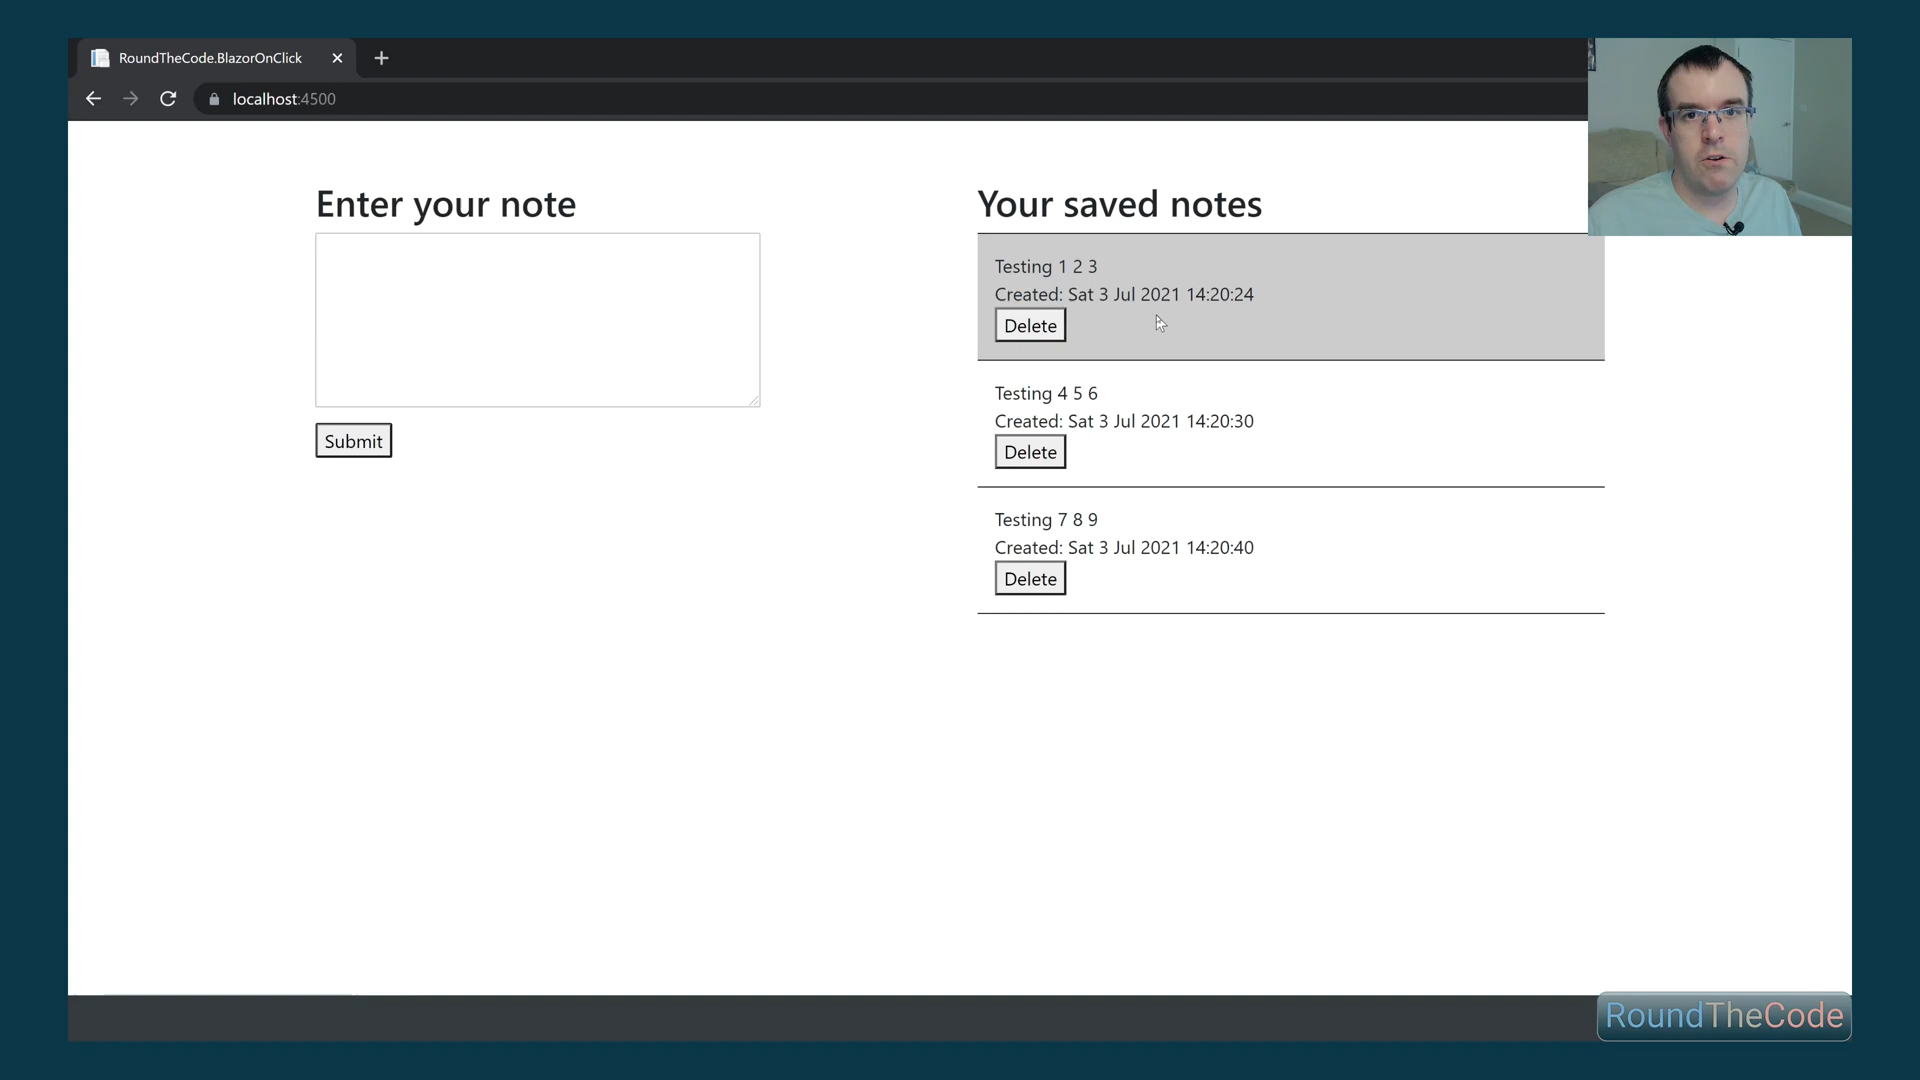 RoundTheCode.BlazorOnClick
localhost:4500
Enter your note
Submit
Your saved notes
Testing 1 2 3
Created: Sat 3 Jul 2021 14:20:24
Delete
Testing 4 5 6
Created: Sat 3 Jul 2021 14:20:30
Delete
Testing 7 8 9
Created: Sat 3 Jul 2021 14:20:40
Delete
RoundTheCode